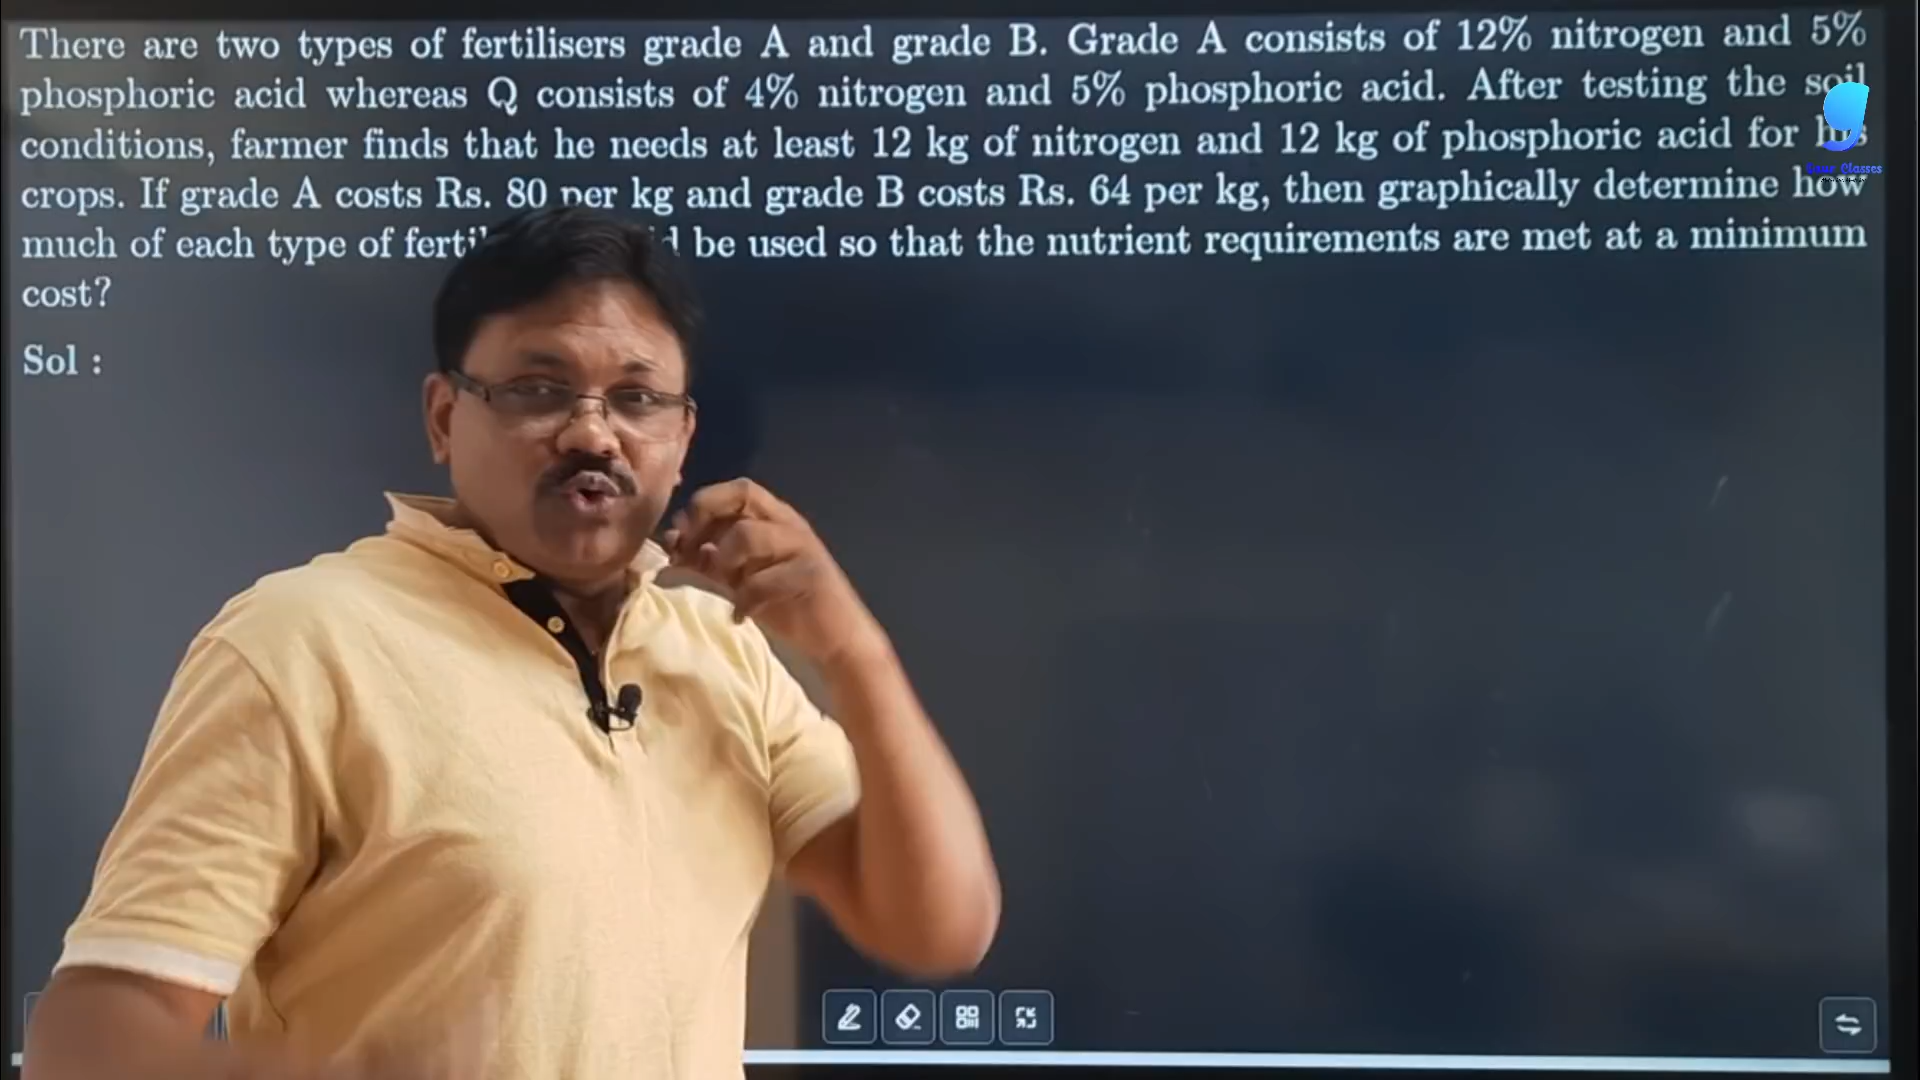 There are two types of fertilisers grade A and grade B. Grade A consists of 12% nitrogen and 5%
phosphoric acid whereas Q consists of 4% nitrogen and 5% phosphoric acid. After testing the soil
conditions, farmer finds that he needs at least 12 kg of nitrogen and 12 kg of phosphoric acid for his
crops. If grade A costs Rs. 80 per kg and grade B costs Rs. 64 per kg, then graphically determine how
much of each type of be used so that the nutrient requirements are met at a minimum
cost?
Sol :
Classes